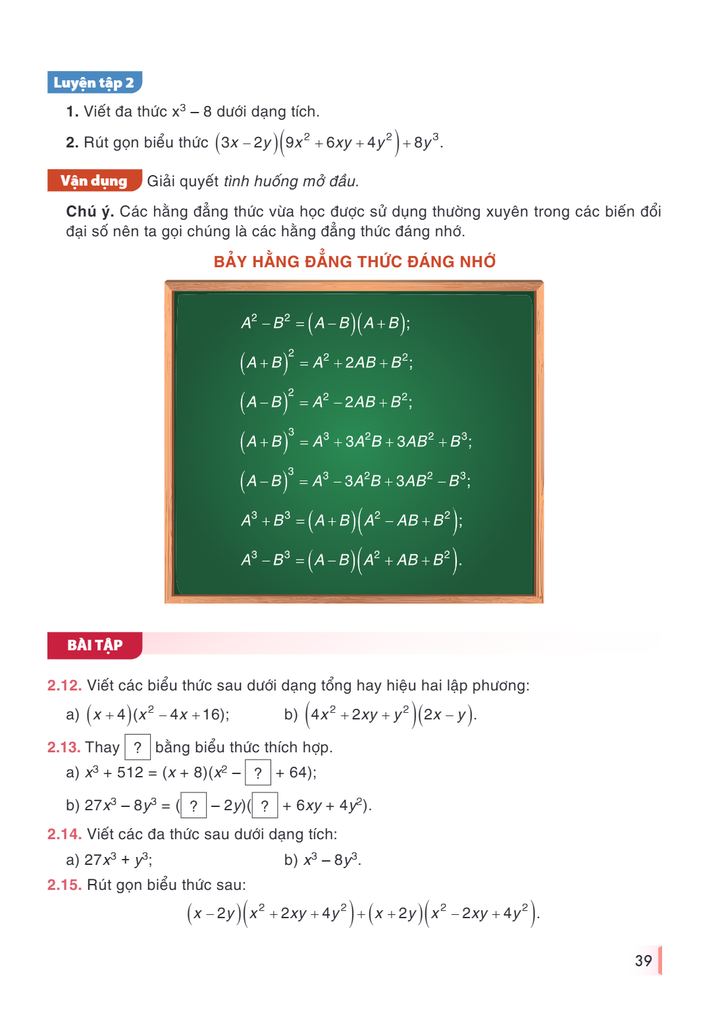 Luyện tập 2
1. Viết đa thức x³ – 8 dưới dạng tích.
2. Rút gọn biểu thức (3x – 2y)(9x² + 6xy + 4y²) + 8y³.
Vận dụng Giải quyết tình huống mở đầu.
Chú ý. Các hằng đẳng thức vừa học được sử dụng thường xuyên trong các biến đổi
đại số nên ta gọi chúng là các hằng đẳng thức đáng nhớ.
BẢY HẰNG ĐẲNG THỨC ĐÁNG NHỚ
A² – B² = (A – B)(A + B);
(A + B)² = A² + 2AB + B²;
(A – B)² = A² – 2AB + B²;
(A + B)³ = A³ + 3A²B + 3AB² + B³;
(A – B)³ = A³ – 3A²B + 3AB² – B³;
A³ + B³ = (A + B)(A² – AB + B²);
A³ – B³ = (A – B)(A² + AB + B²).
BÀI TẬP
2.12. Viết các biểu thức sau dưới dạng tổng hay hiệu hai lập phương:
a) (x + 4)(x² – 4x + 16); b) (4x² + 2xy + y²)(2x – y).
2.13. Thay ? bằng biểu thức thích hợp.
a) x³ + 512 = (x + 8)(x² – ? + 64);
b) 27x³ – 8y³ = ( ? – 2y)( ? + 6xy + 4y²).
2.14. Viết các đa thức sau dưới dạng tích:
a) 27x³ + y³; b) x³ – 8y³.
2.15. Rút gọn biểu thức sau:
(x – 2y)(x² + 2xy + 4y²) + (x + 2y)(x² – 2xy + 4y²).
39